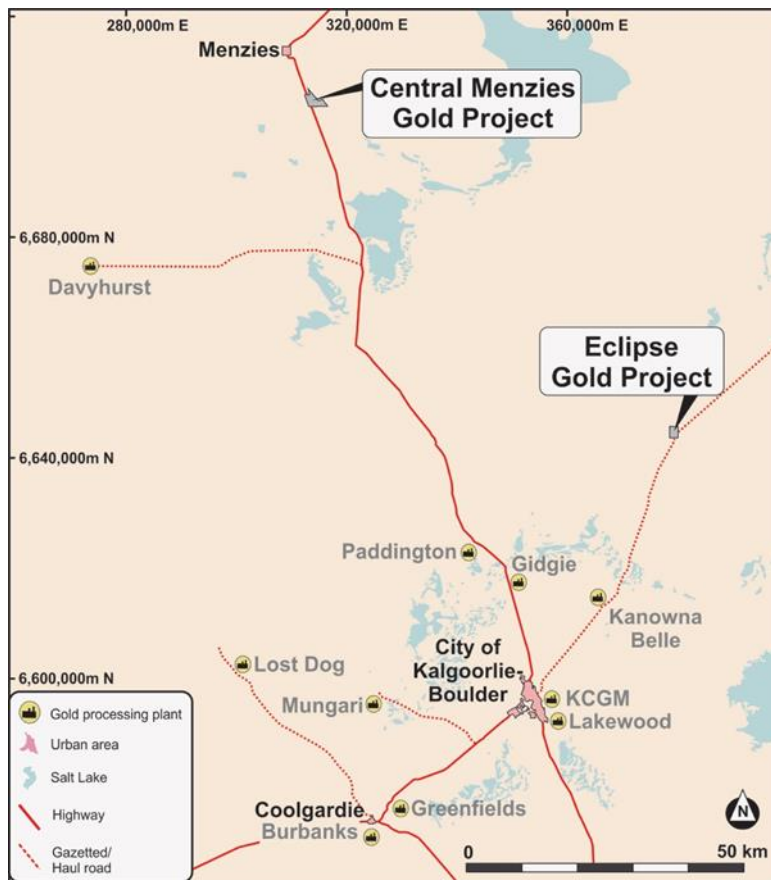 280,000m E
320,000m E
360,000m E
Menzies
Central Menzies
Gold Project
6,680,000m N
Davyhurst
Eclipse
Gold Project
6,640,000m N
Paddington
Gidgie
Kanowna
Belle
City of
Kalgoorlie-
Boulder
6,600,000m N
Lost Dog
Mungari
KCGM
Lakewood
Gold processing plant
Urban area
Salt Lake
Highway
Gazetted/
Haul road
Coolgardie
Burbanks
Greenfields
N
0
50 km